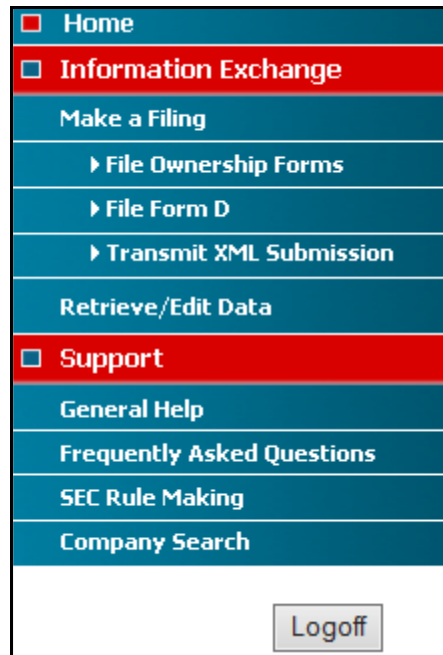 Home
Information Exchange
Make a Filing
File Ownership Forms
File Form D
Transmit XML Submission
Retrieve/Edit Data
Support
General Help
Frequently Asked Questions
SEC Rule Making
Company Search
Logoff